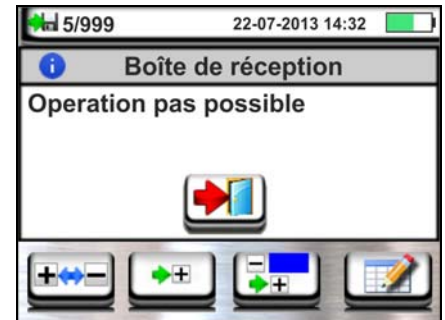 5/999 22-07-2013 14:32
Boîte de réception
Operation pas possible